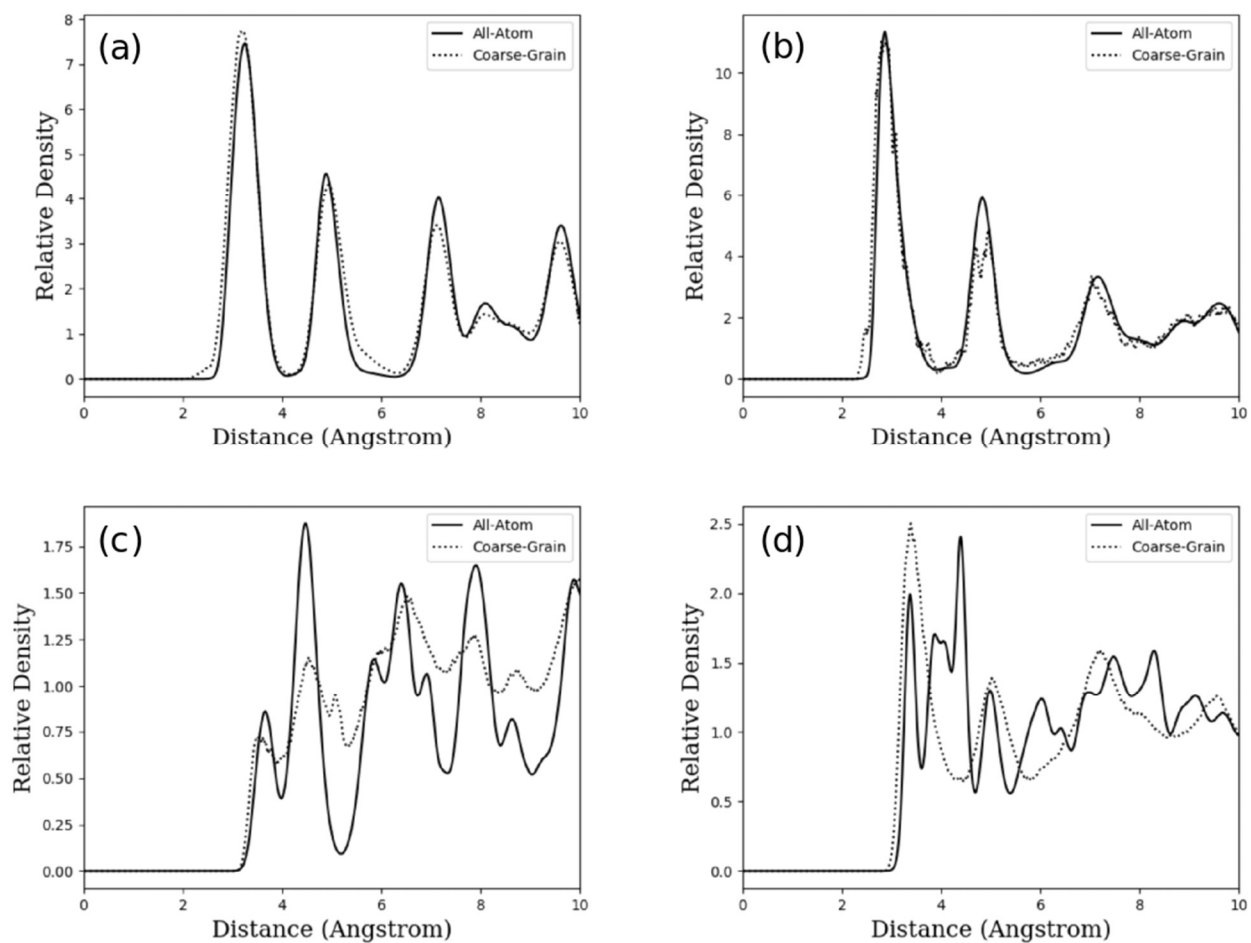 (a)
All-Atom
Coarse-Grain
8
7
6
5
4
3
2
1
0
Relative Density
0 2 4 6 8 10
Distance (Angstrom)
(b)
All-Atom
Coarse-Grain
10
8
6
4
2
0
Relative Density
0 2 4 6 8 10
Distance (Angstrom)
(c)
All-Atom
Coarse-Grain
1.75
1.50
1.25
1.00
0.75
0.50
0.25
0.00
Relative Density
0 2 4 6 8 10
Distance (Angstrom)
(d)
All-Atom
Coarse-Grain
2.5
2.0
1.5
1.0
0.5
0.0
Relative Density
0 2 4 6 8 10
Distance (Angstrom)